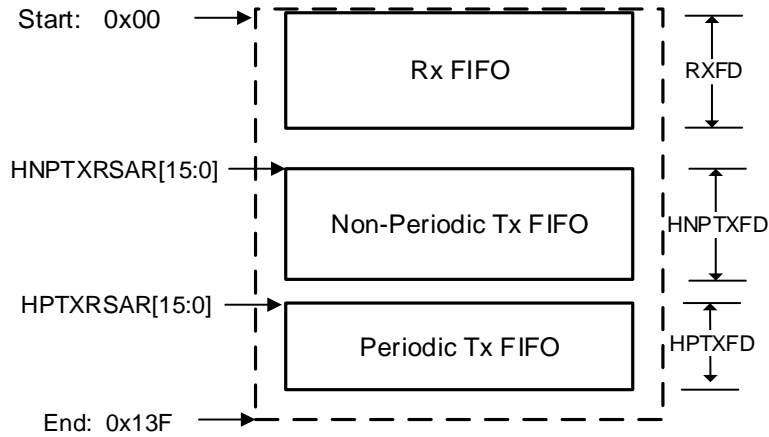 Start: 0x00
Rx FIFO
RXFD
HNPTXRSAR[15:0]
Non-Periodic Tx FIFO
HNPTXFD
HPTXRSAR[15:0]
Periodic Tx FIFO
HPTXFD
End: 0x13F